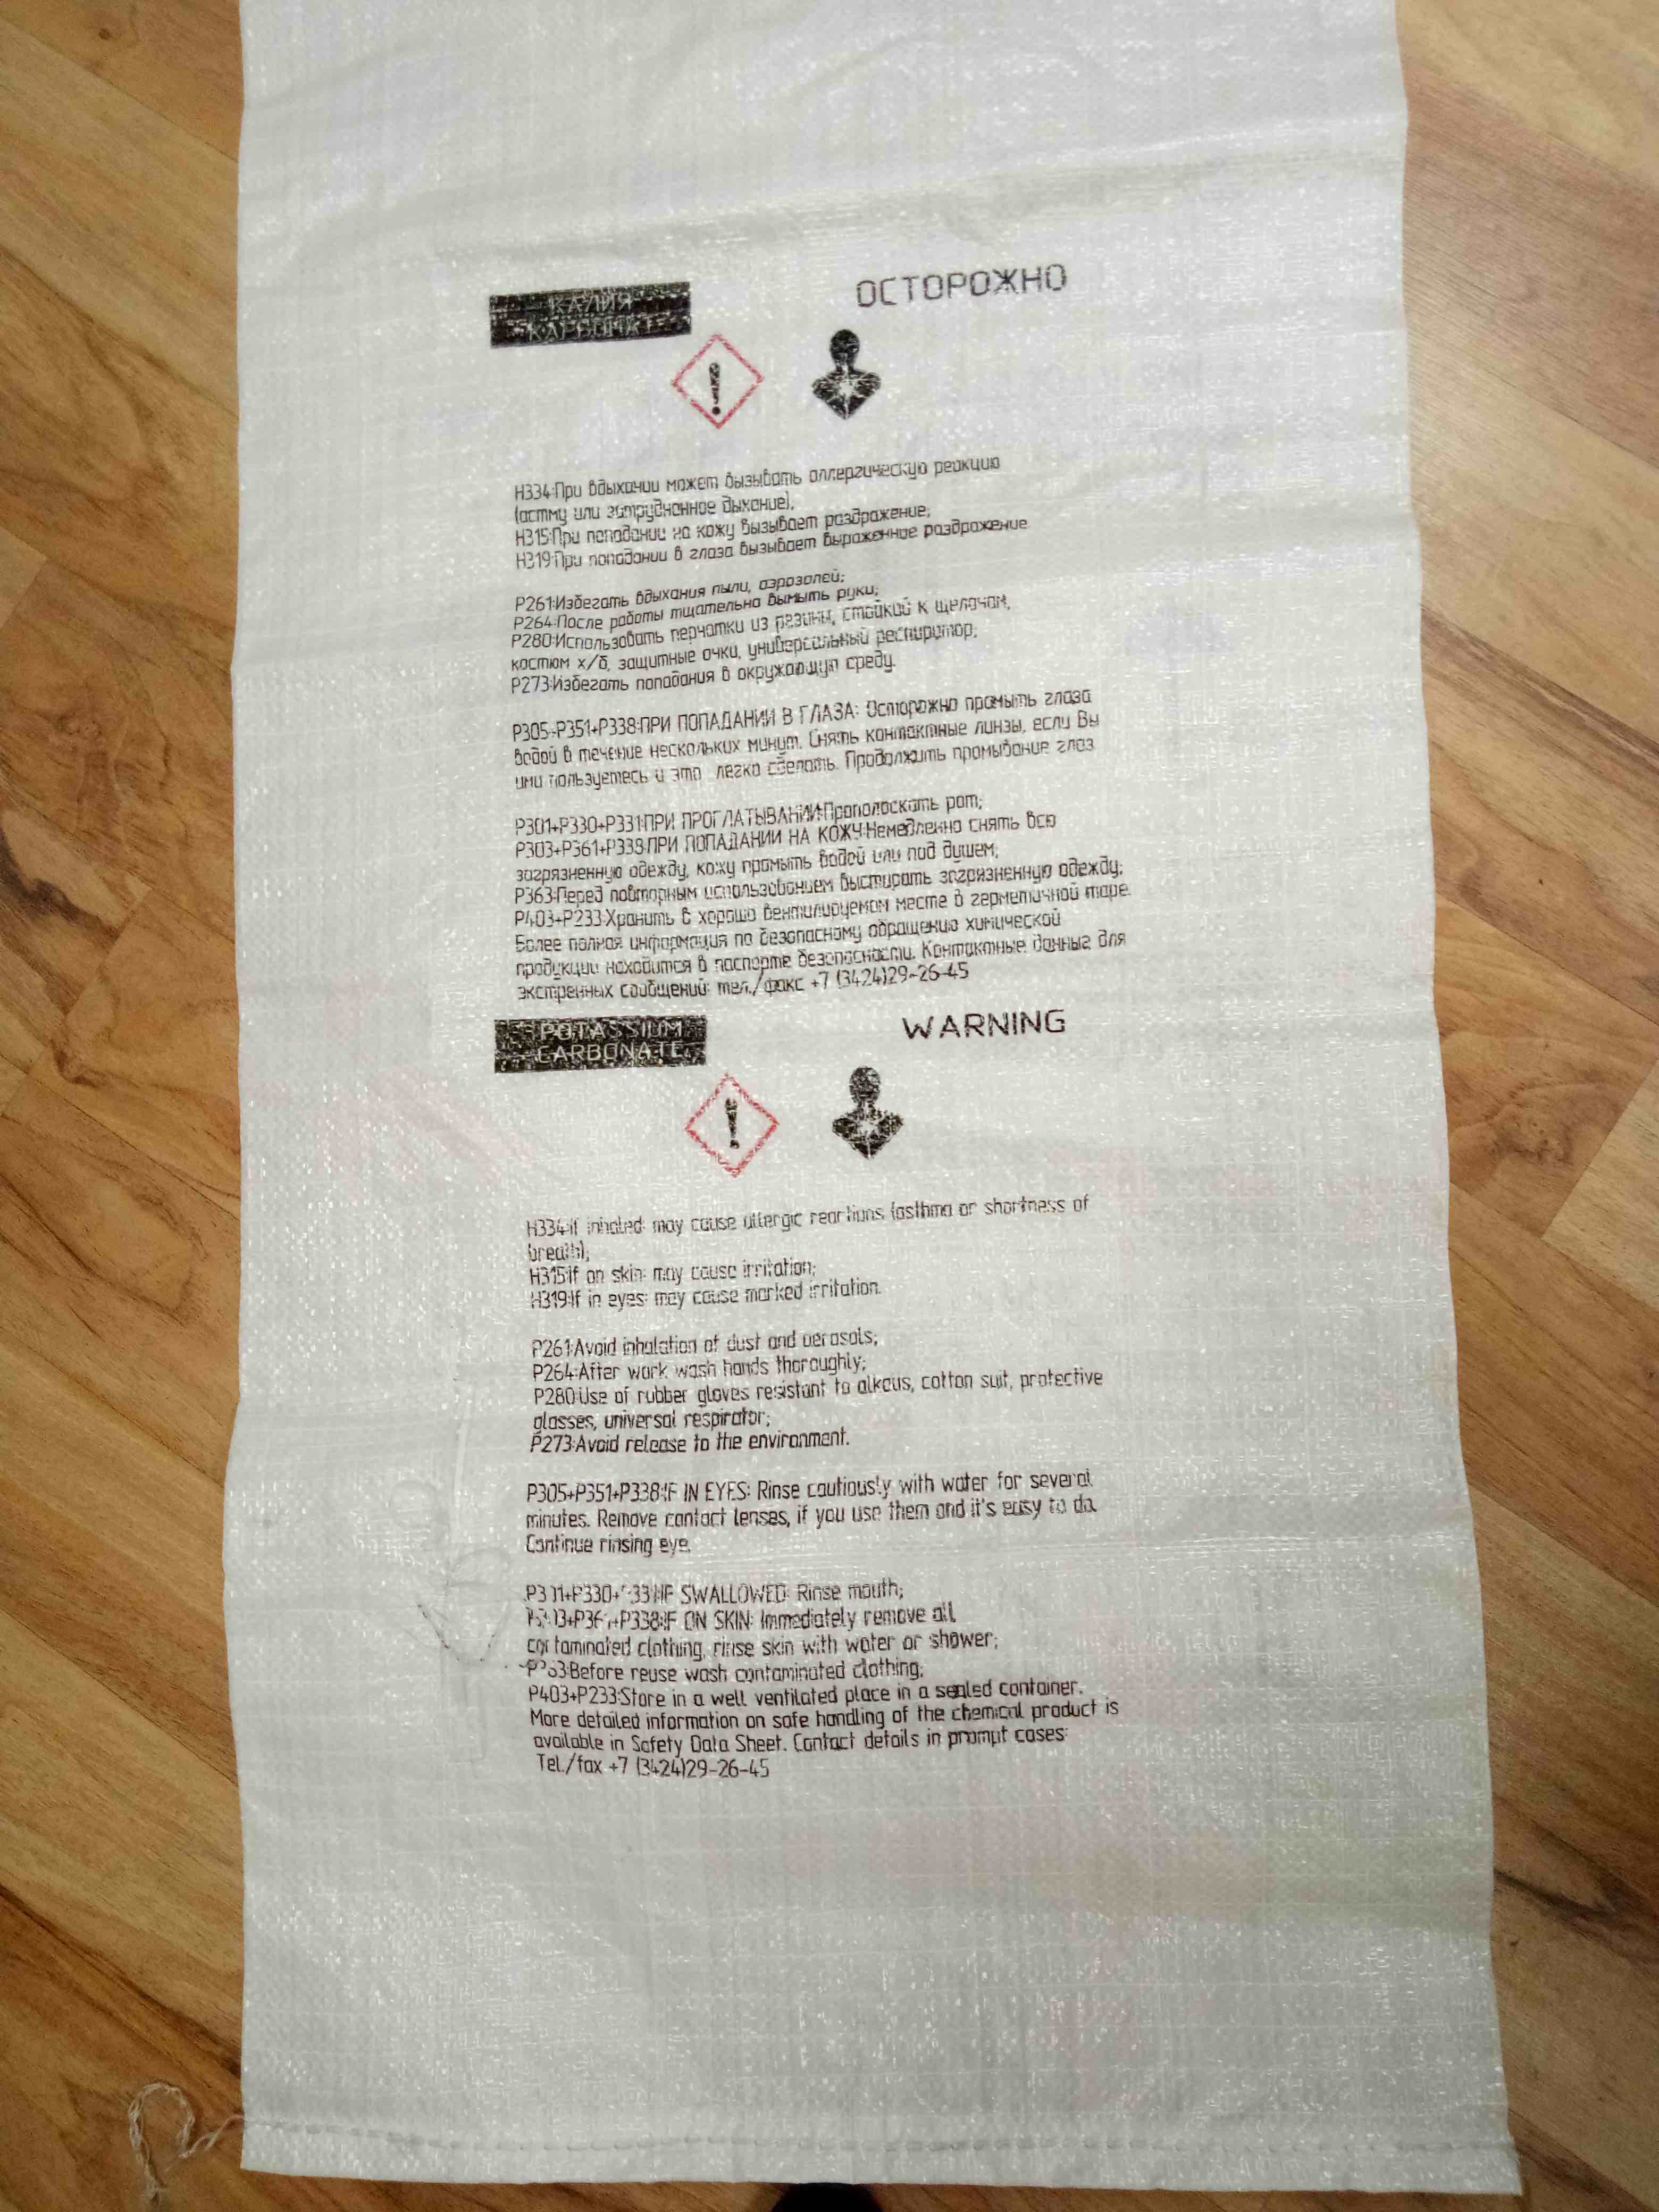 КАЛИЯ
КАРБОНАТ
ОСТОРОЖНО
H334:При вдыхании может вызывать аллергическую реакцию
(астму или затрудненное дыхание);
H315:При попадании на кожу вызывает раздражение;
H319:При попадании в глаза вызывает выраженное раздражение
P261:Избегать вдыхания пыли, аэрозолей;
P264:После работы тщательно вымыть руки;
P280:Использовать перчатки из резины, стойкой к щелочам,
костюм х/б, защитные очки, универсальный респиратор;
P273:Избегать попадания в окружающую среду.
P305+P351+P338:ПРИ ПОПАДАНИИ В ГЛАЗА: Осторожно промыть глаза
водой в течение нескольких минут. Снять контактные линзы, если Вы
ими пользуетесь и это легко сделать. Продолжить промывание глаз
P301+P330+P331:ПРИ ПРОГЛАТЫВАНИИ:Прополоскать рот;
P303+P361+P338:ПРИ ПОПАДАНИИ НА КОЖУ:Немедленно снять всю
загрязненную одежду, кожу промыть водой или под душем;
P363:Перед повторным использованием выстирать загрязненную одежду;
P403+P233:Хранить в хорошо вентилируемом месте в герметичной таре.
Более полная информация по безопасному обращению химической
продукции находится в паспорте безопасности. Контактные данные для
экстренных сообщений: тел./факс +7 (3424)29-26-45
POTASSIUM
CARBONATE
WARNING
H334:If inhaled: may cause allergic reactions (asthma or shortness of
breath);
H315:If on skin: may cause irritation;
H319:If in eyes: may cause marked irritation.
P261:Avoid inhalation of dust and aerosols;
P264:After work wash hands thoroughly;
P280:Use of rubber gloves resistant to alkalis, cotton suit, protective
glasses, universal respirator;
P273:Avoid release to the environment.
P305+P351+P338:IF IN EYES: Rinse cautiously with water for several
minutes. Remove contact lenses, if you use them and it's easy to do.
Continue rinsing eye.
P301+P330+P331:IF SWALLOWED: Rinse mouth;
P303+P361+P338:IF ON SKIN: Immediately remove all
contaminated clothing, rinse skin with water or shower;
P363:Before reuse wash contaminated clothing;
P403+P233:Store in a well ventilated place in a sealed container.
More detailed information on safe handling of the chemical product is
available in Safety Data Sheet. Contact details in prompt cases:
Tel./fax +7 (3424)29-26-45